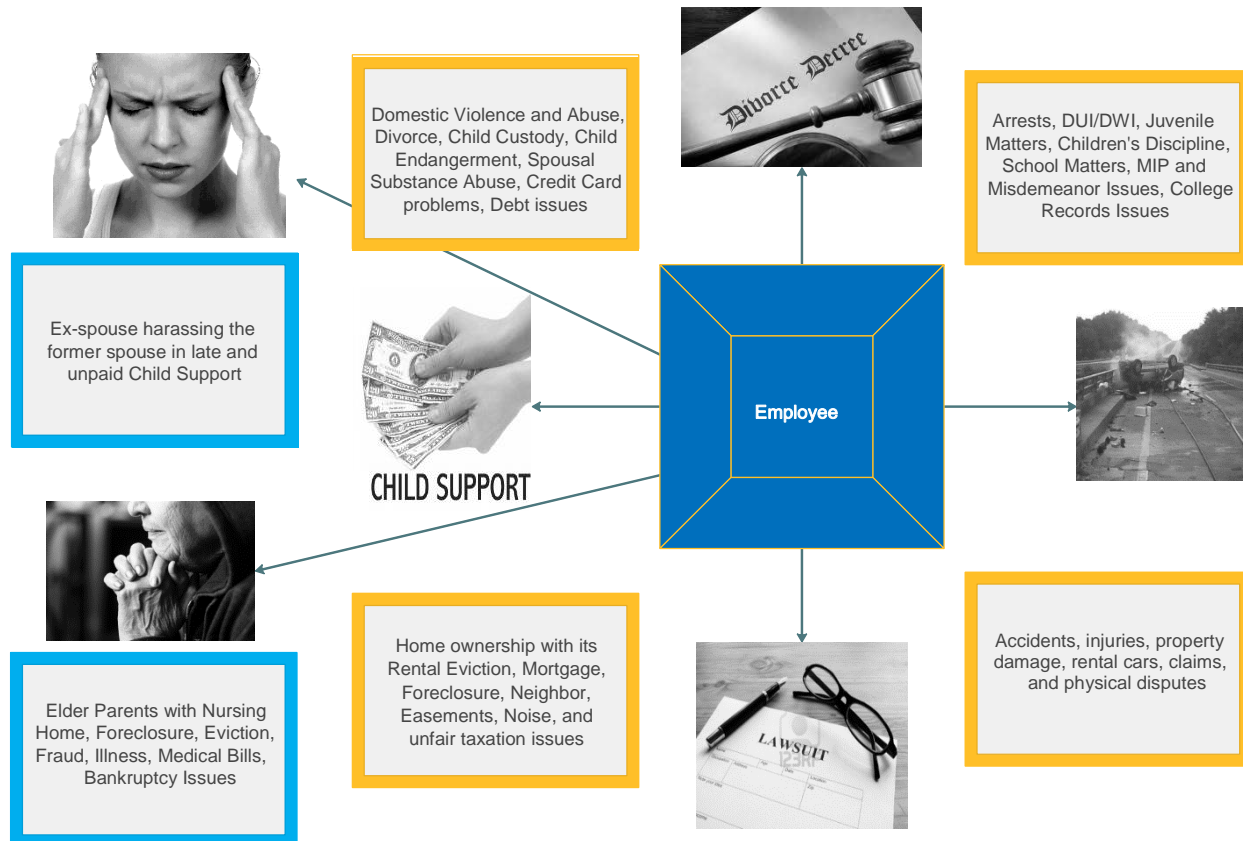 Divorce Decree
Domestic Violence and Abuse,
Divorce, Child Custody, Child
Endangerment, Spousal
Substance Abuse, Credit Card
problems, Debt issues
Arrests, DUI/DWI, Juvenile
Matters, Children's Discipline,
School Matters, MIP and
Misdemeanor Issues, College
Records Issues
Ex-spouse harassing the
former spouse in late and
unpaid Child Support
CHILD SUPPORT
Employee
Elder Parents with Nursing
Home, Foreclosure, Eviction,
Fraud, Illness, Medical Bills,
Bankruptcy Issues
Home ownership with its
Rental Eviction, Mortgage,
Foreclosure, Neighbor,
Easements, Noise, and
unfair taxation issues
LAWSUIT
Accidents, injuries, property
damage, rental cars, claims,
and physical disputes